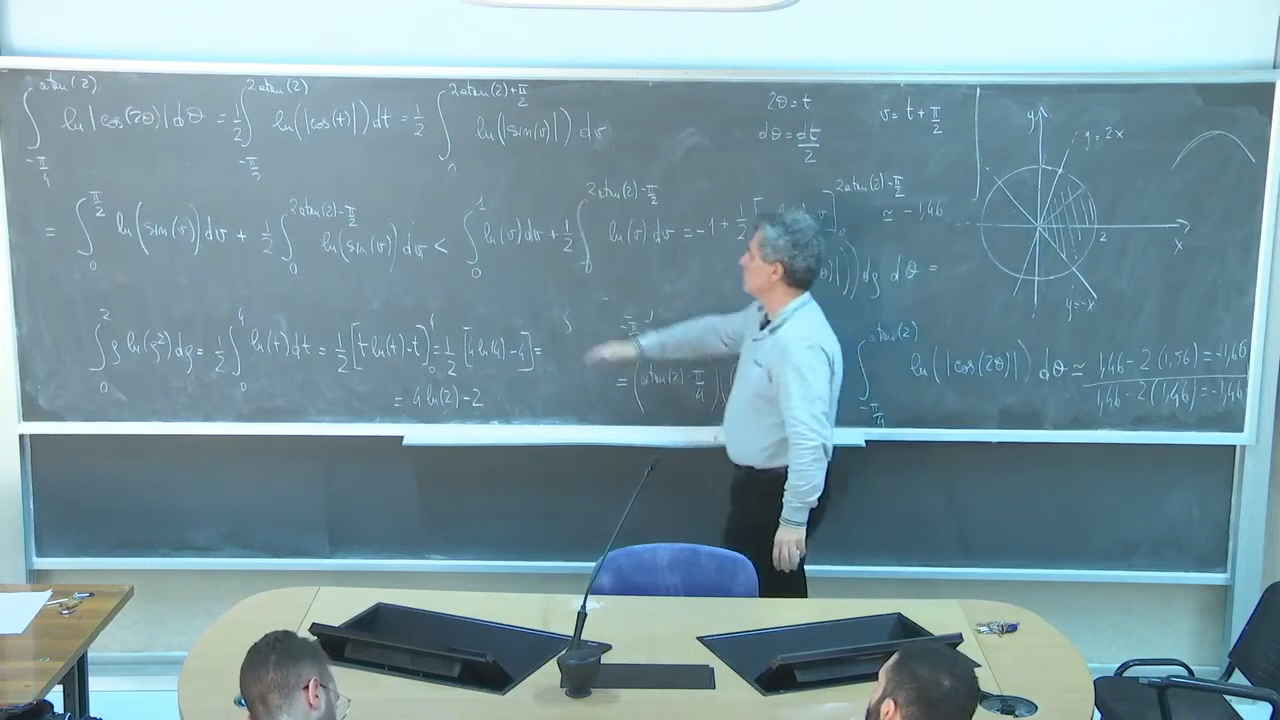 ∫_{-π/4}^{atan(2)} ln|cos(2θ)|dθ = 1/2 ∫_{-π/2}^{2atan(2)} ln(|cos(t)|)dt = 1/2 ∫_0^{2atan(2)+π/2} ln(|sin(v)|) dv
2θ = t
dθ = dt/2
v = t + π/2
y
y = 2x
2
x
y = -x
= ∫_0^{π/2} ln(sin(v))dv + 1/2 ∫_0^{2atan(2)-π/2} ln(sin(v))dv < ∫_0^1 ln(v)dv + 1/2 ∫_0^{2atan(2)-π/2} ln(v)dv = -1 + 1/2 [ ]^{2atan(2)-π/2} ≃ -1,46
)dρ dθ =
∫_0^2 ρ ln(ρ²)dρ = 1/2 ∫_0^4 ln(t)dt = 1/2 [t ln(t) - t]_0^4 = 1/2 [4 ln(4) - 4] =
= 4 ln(2) - 2
= (atan(2) - π/4)
∫_{-π/4}^{atan(2)} ln(|cos(2θ)|) dθ ≃ 1,46 - 2(1,56) = -1,66
1,46 - 2(1,46) = -1,46